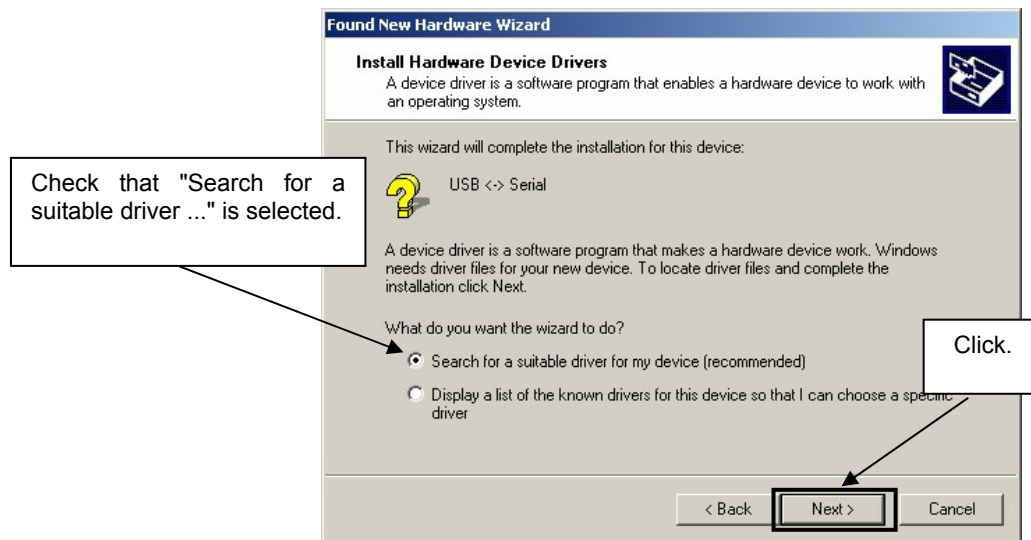 Found New Hardware Wizard
Install Hardware Device Drivers
A device driver is a software program that enables a hardware device to work with
an operating system.
This wizard will complete the installation for this device:
USB <-> Serial
Check that "Search for a
suitable driver ..." is selected.
A device driver is a software program that makes a hardware device work. Windows
needs driver files for your new device. To locate driver files and complete the
installation click Next.
What do you want the wizard to do?
Click.
Search for a suitable driver for my device (recommended)
Display a list of the known drivers for this device so that I can choose a specific
driver
< Back
Next >
Cancel